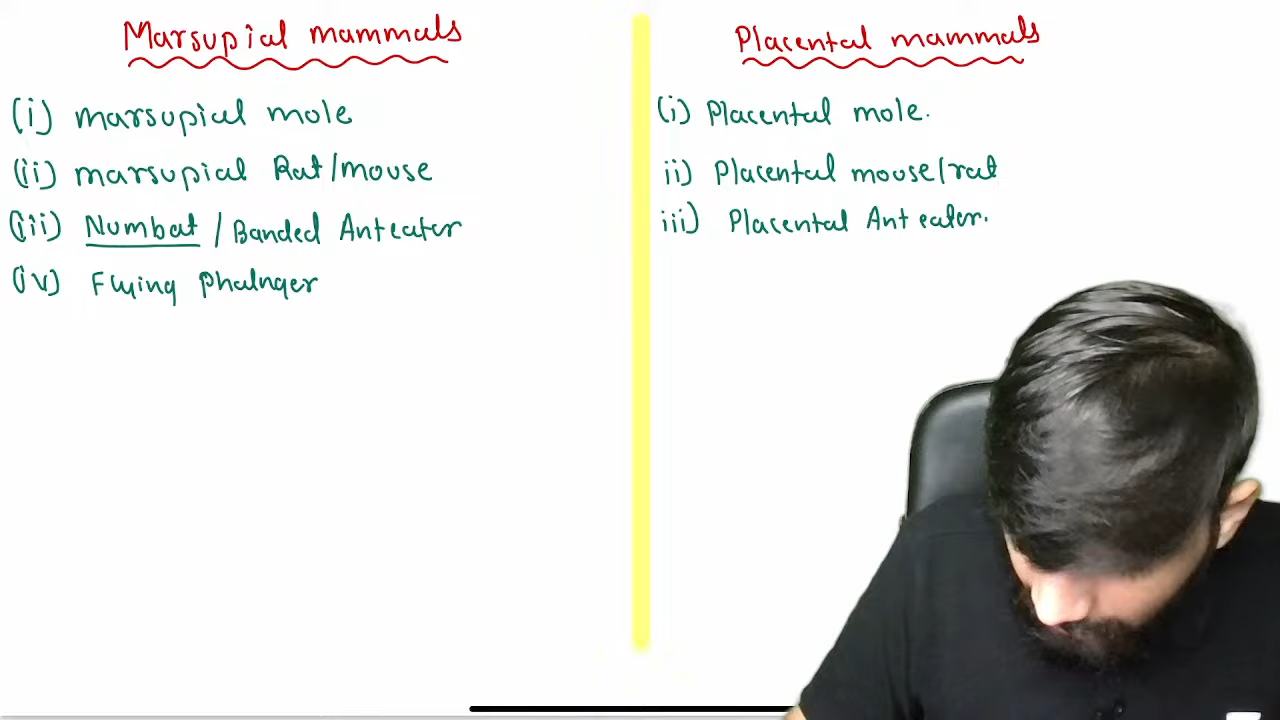 Marsupial mammals
(i) marsupial mole
(ii) marsupial Rat/mouse
(iii) Numbat / Banded Anteater
(iv) Flying Phalnger
Placental mammals
(i) Placental mole.
ii) Placental mouse/rat
iii) Placental Ant eater.